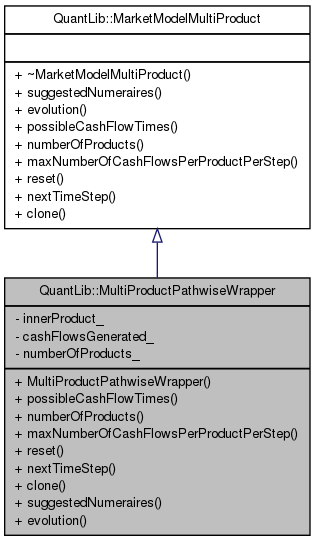 QuantLib::MarketModelMultiProduct
+ ~MarketModelMultiProduct()
+ suggestedNumeraires()
+ evolution()
+ possibleCashFlowTimes()
+ numberOfProducts()
+ maxNumberOfCashFlowsPerProductPerStep()
+ reset()
+ nextTimeStep()
+ clone()
QuantLib::MultiProductPathwiseWrapper
- innerProduct_
- cashFlowsGenerated_
- numberOfProducts_
+ MultiProductPathwiseWrapper()
+ possibleCashFlowTimes()
+ numberOfProducts()
+ maxNumberOfCashFlowsPerProductPerStep()
+ reset()
+ nextTimeStep()
+ clone()
+ suggestedNumeraires()
+ evolution()